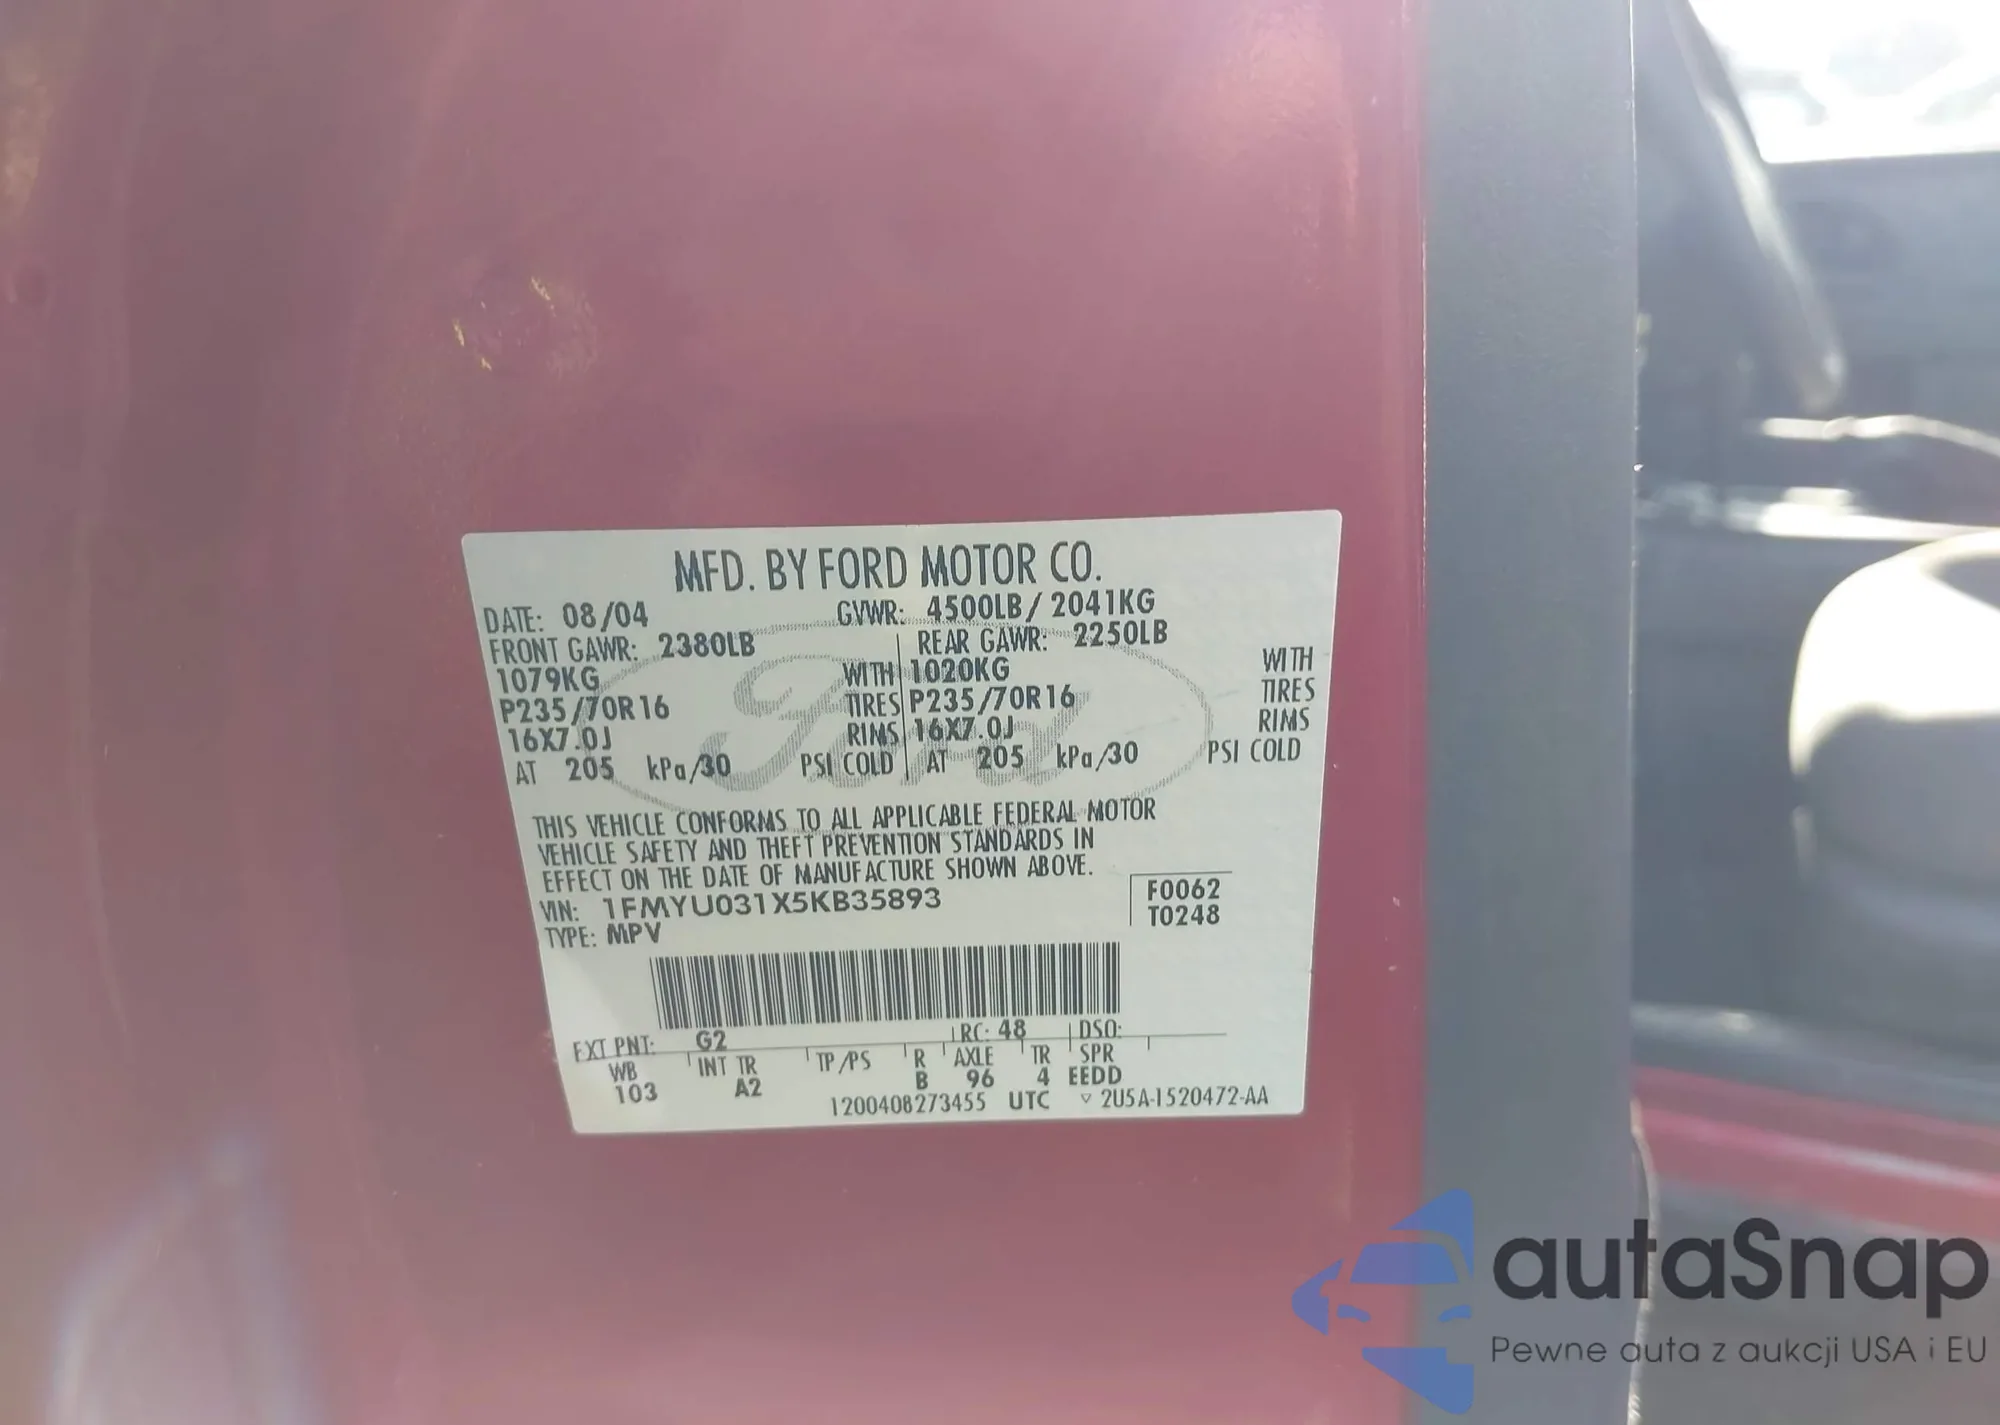 MFD. BY FORD MOTOR CO.
DATE: 08/04 GVWR: 4500LB/ 2041KG
FRONT GAWR: 2380LB REAR GAWR: 2250LB
1079KG WITH 1020KG WITH
P235/70R16 TIRES P235/70R16 TIRES
16X7.0J RIMS 16X7.0J RIMS
AT 205 kPa/30 PSI COLD AT 205 kPa/30 PSI COLD
Ford
THIS VEHICLE CONFORMS TO ALL APPLICABLE FEDERAL MOTOR
VEHICLE SAFETY AND THEFT PREVENTION STANDARDS IN
EFFECT ON THE DATE OF MANUFACTURE SHOWN ABOVE.
VIN: 1FMYU031X5KB35893
TYPE: MPV
F0062
T0248
EXT PNT: G2 RC: 48 DSO:
WB INT TR TP/PS R AXLE TR SPR
103 A2 B 96 4 EEDD
1200408273455 UTC ▽ 2U5A-1520472-AA
autaSnap
Pewne auta z aukcji USA i EU